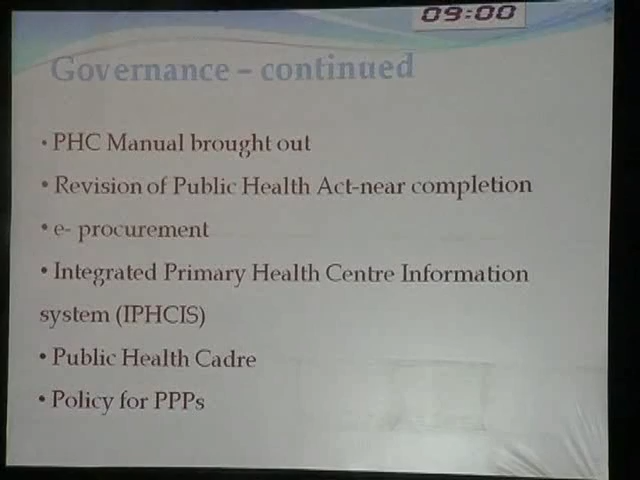 09:00
Governance – continued
• PHC Manual brought out
• Revision of Public Health Act-near completion
• e- procurement
• Integrated Primary Health Centre Information
system (IPHCIS)
• Public Health Cadre
• Policy for PPPs